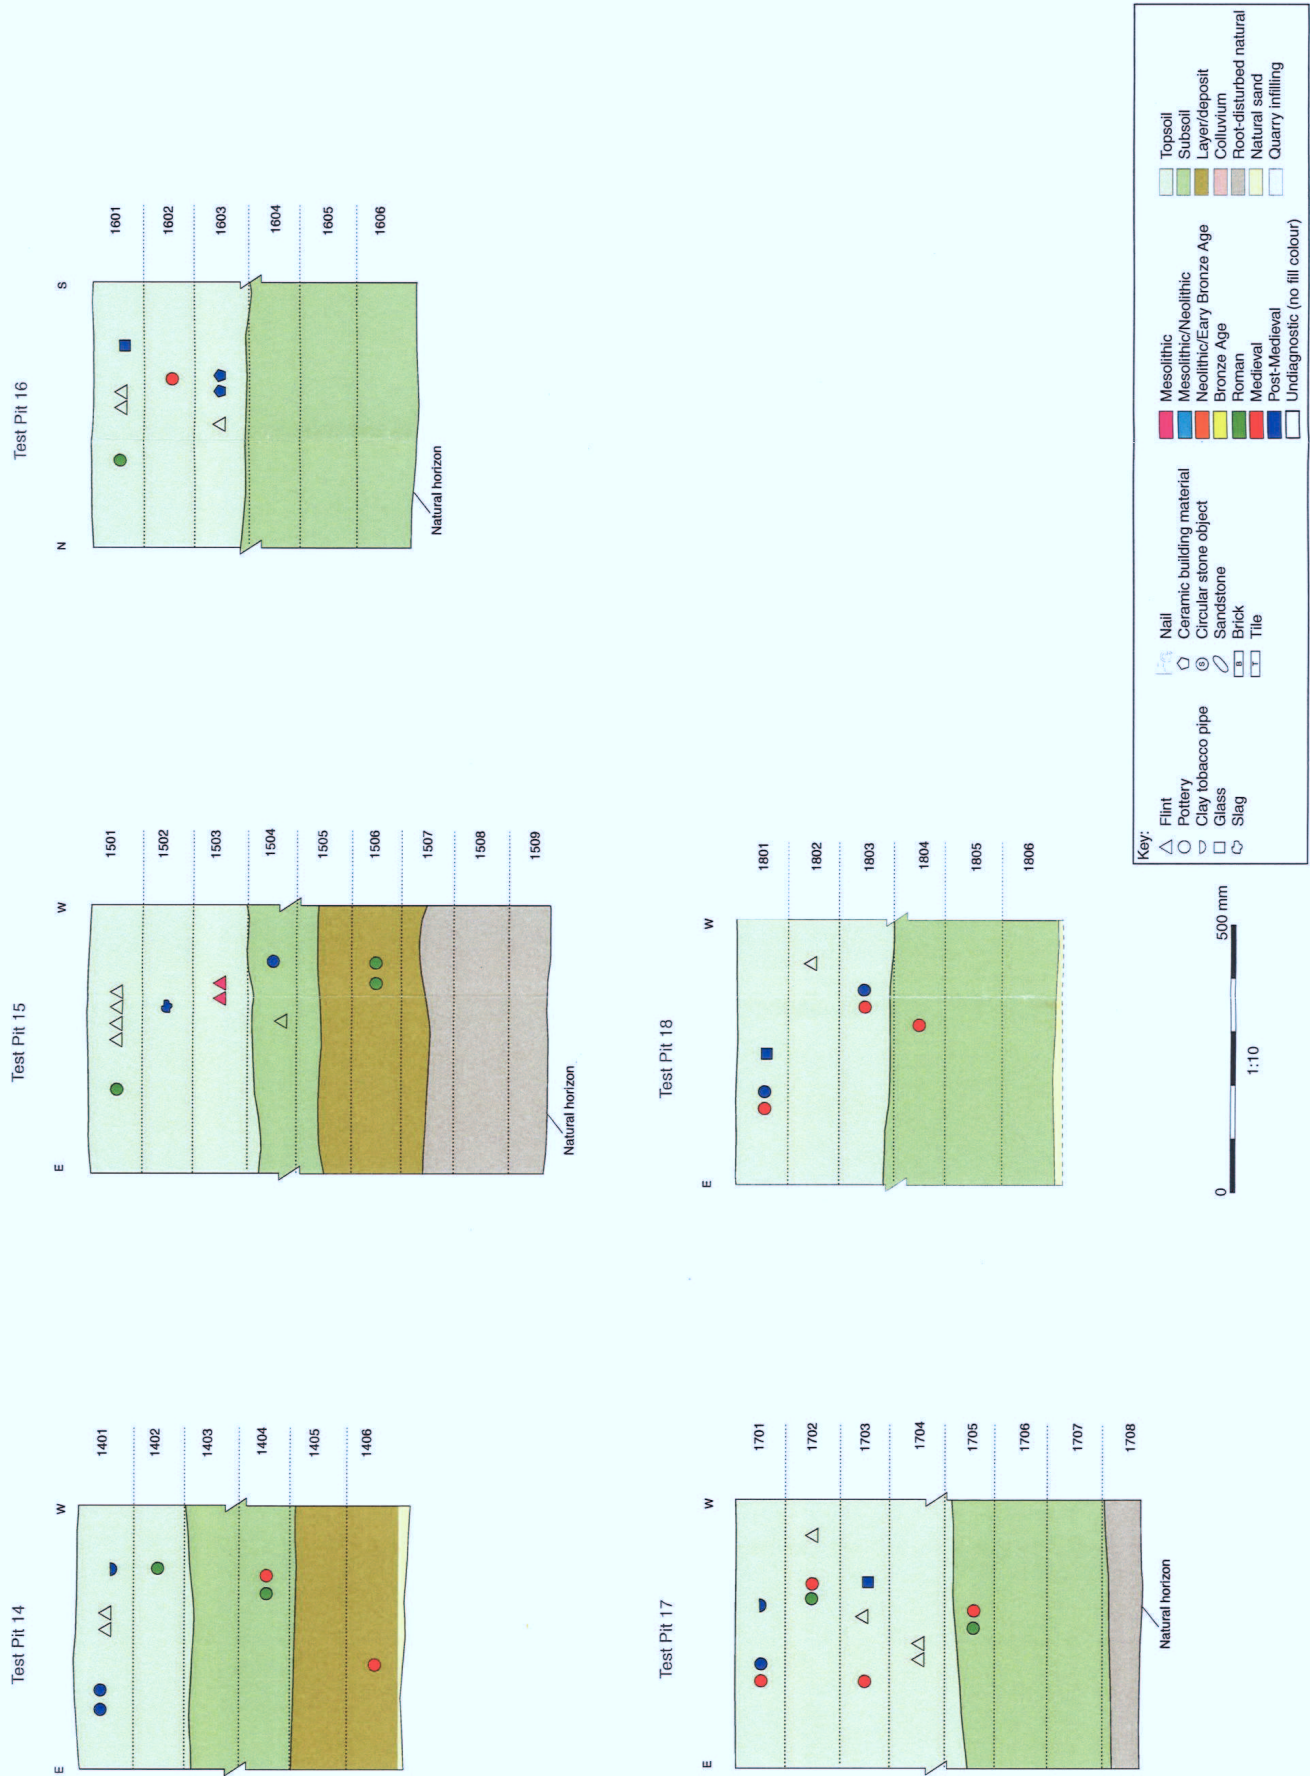 Test Pit 14
E
W
1401
1402
1403
1404
1405
1406
Test Pit 15
E
W
1501
1502
1503
1504
1505
1506
1507
1508
1509
Natural horizon
Test Pit 16
N
S
1601
1602
1603
1604
1605
1606
Natural horizon
Test Pit 17
E
W
1701
1702
1703
1704
1705
1706
1707
1708
Natural horizon
Test Pit 18
E
W
1801
1802
1803
1804
1805
1806
0
500 mm
1:10
Key:
Flint
Pottery
Clay tobacco pipe
Glass
Slag
Nail
Ceramic building material
S Circular stone object
Sandstone
B Brick
T Tile
Mesolithic
Mesolithic/Neolithic
Neolithic/Eary Bronze Age
Bronze Age
Roman
Medieval
Post-Medieval
Undiagnostic (no fill colour)
Topsoil
Subsoil
Layer/deposit
Colluvium
Root-disturbed natural
Natural sand
Quarry infilling